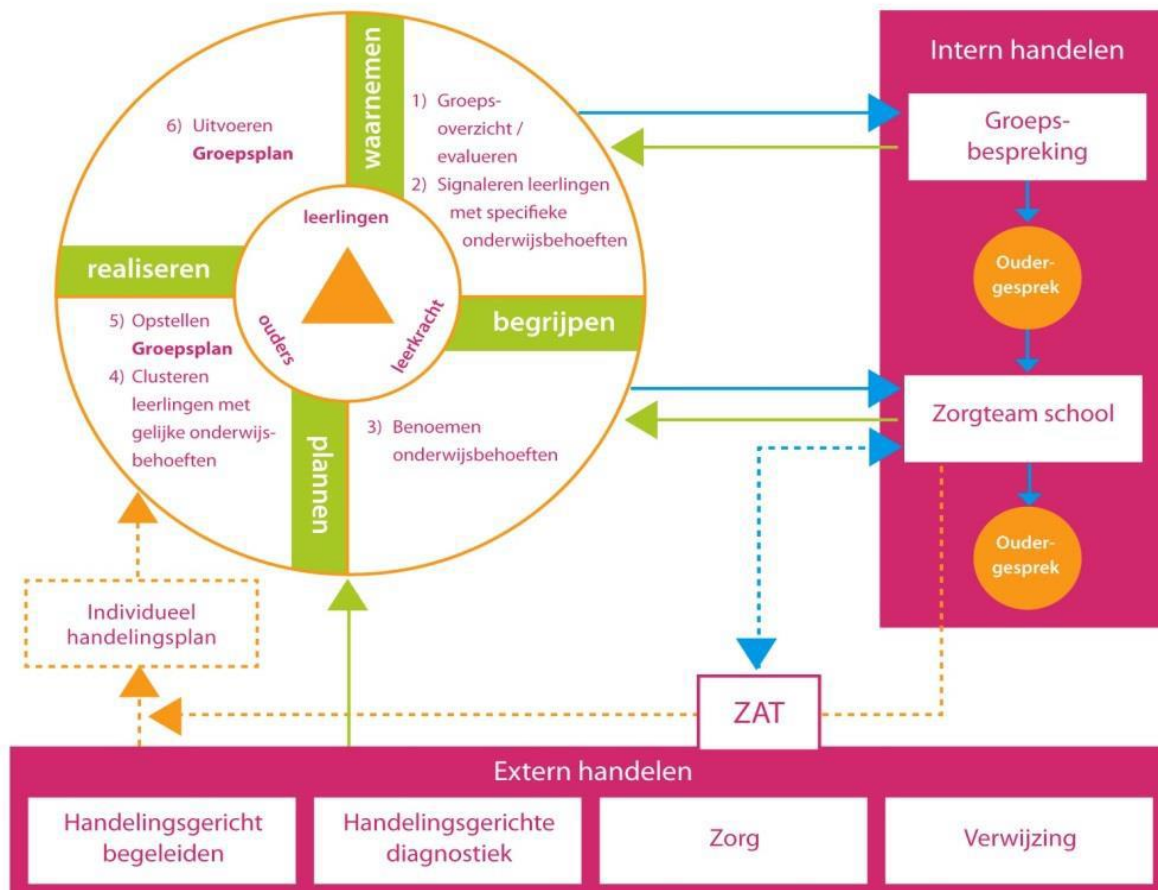 waarnemen
1) Groeps-
overzicht /
evalueren
2) Signaleren leerlingen
met specifieke
onderwijsbehoeften
begrijpen
3) Benoemen
onderwijsbehoeften
plannen
5) Opstellen
Groepsplan
4) Clusteren
leerlingen met
gelijke onderwijs-
behoeften
realiseren
6) Uitvoeren
Groepsplan
leerlingen
ouders
leerkracht
Intern handelen
Groeps-
bespreking
Ouder-
gesprek
Zorgteam school
Ouder-
gesprek
Individueel
handelingsplan
ZAT
Extern handelen
Handelingsgericht
begeleiden
Handelingsgerichte
diagnostiek
Zorg
Verwijzing